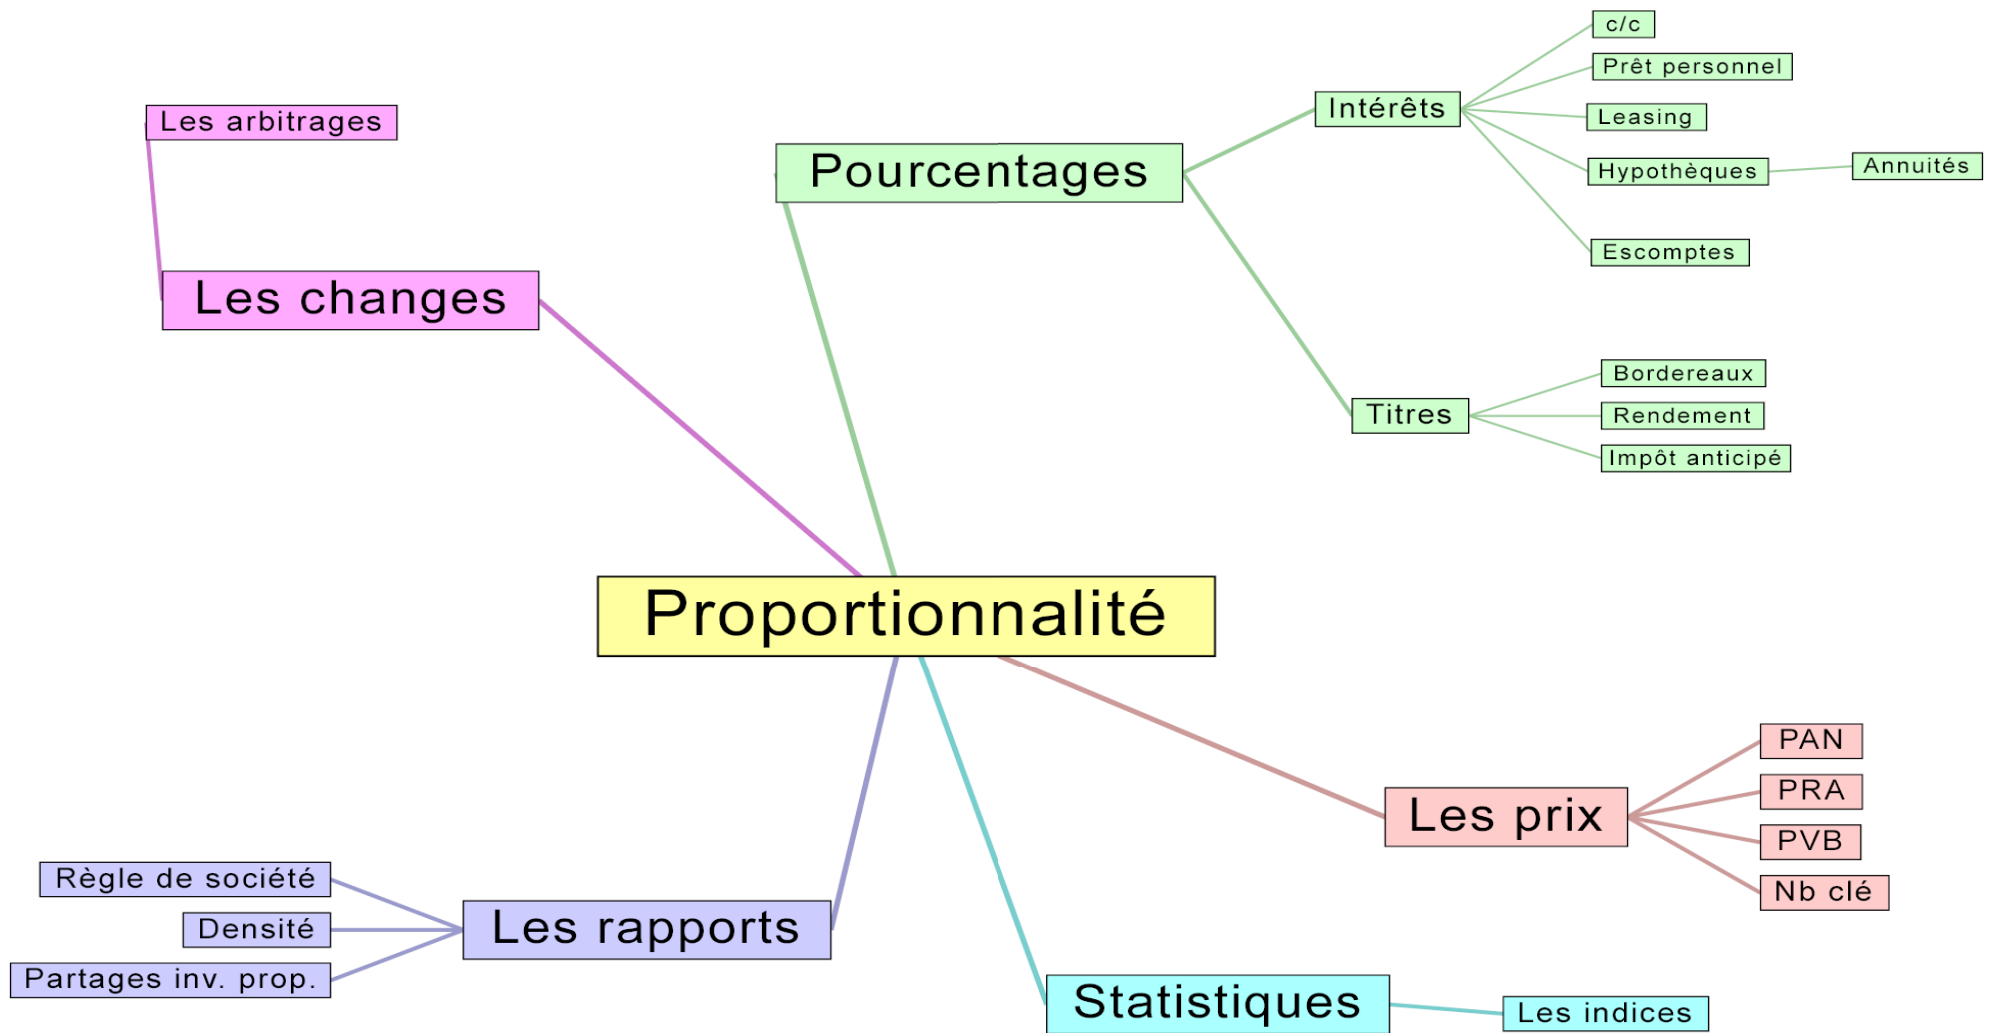 c/c
Prêt personnel
Les arbitrages
Intérêts
Leasing
Pourcentages
Hypothèques
Annuités
Escomptes
Les changes
Bordereaux
Titres
Rendement
Impôt anticipé
Proportionnalité
PAN
PRA
Les prix
PVB
Nb clé
Règle de société
Densité
Les rapports
Partages inv. prop.
Statistiques
Les indices